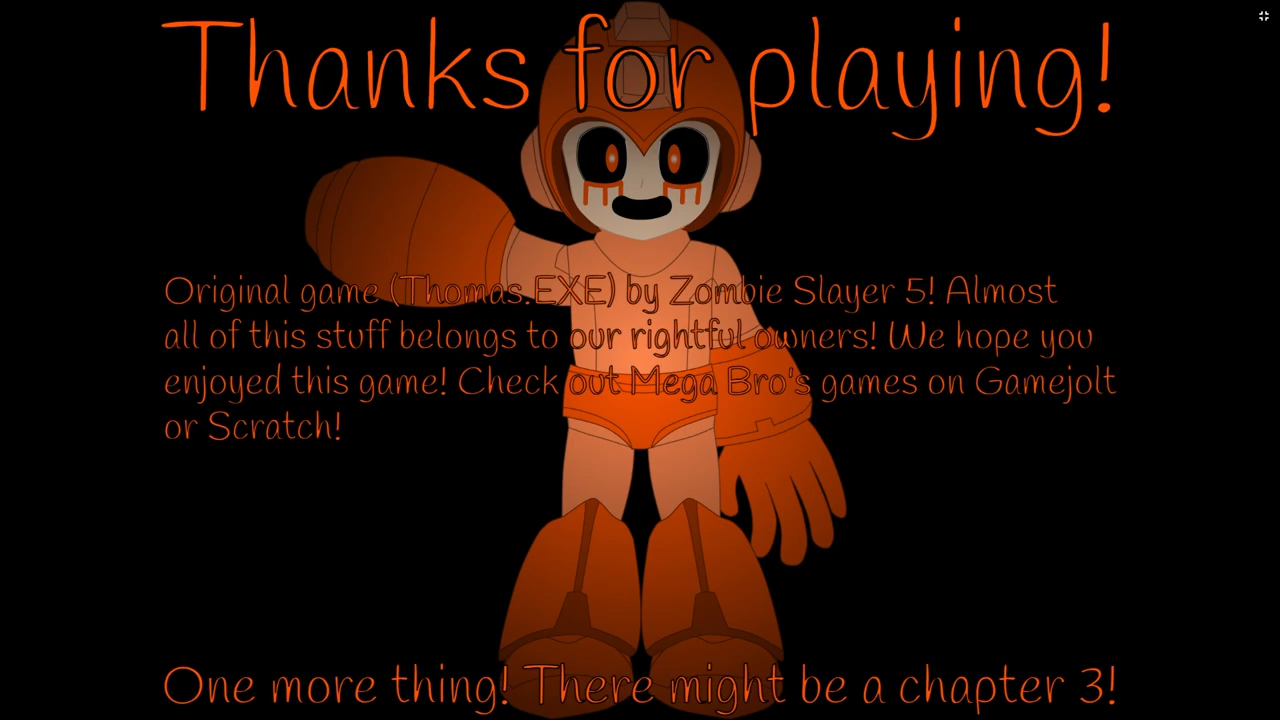 Thanks for playing!
Original game (Thomas.EXE) by Zombie Slayer 5! Almost
all of this stuff belongs to our rightful owners! We hope you
enjoyed this game! Check out Mega Bro's games on Gamejolt
or Scratch!
One more thing! There might be a chapter 3!